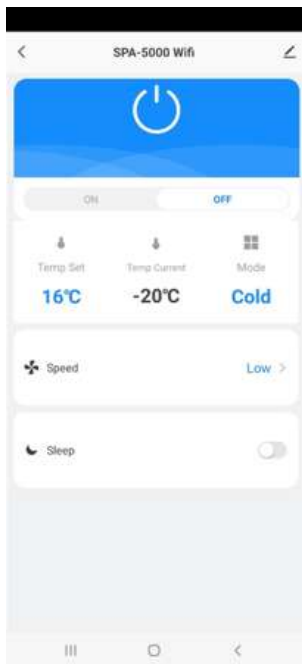 SPA-5000 Wifi
ON OFF
Temp Set Temp Current Mode
16°C -20°C Cold
Speed Low
Sleep